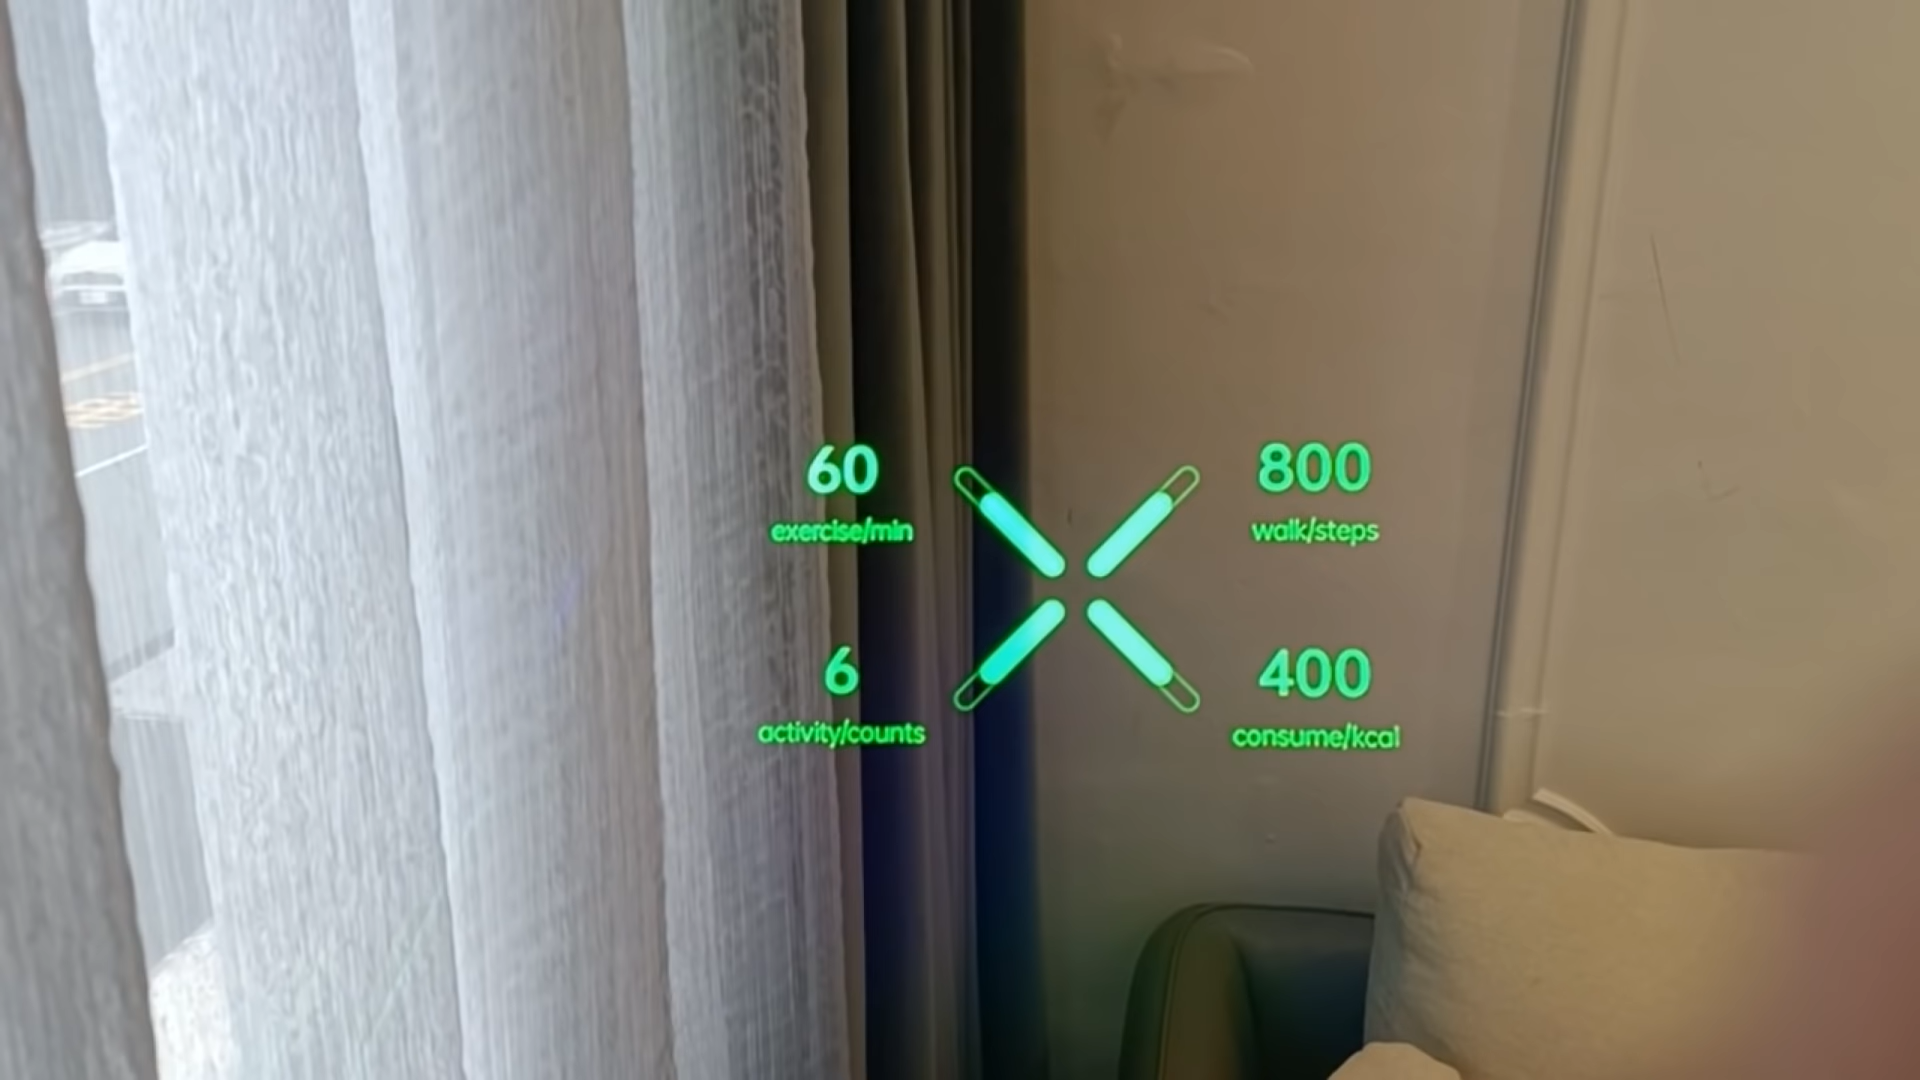 60
exercise/min
800
walk/steps
6
activity/counts
400
consume/kcal